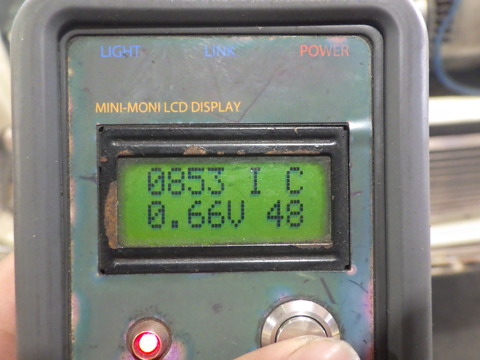 LIGHT LINK POWER
MINI-MONI LCD DISPLAY
0853 I C
0.66V 48